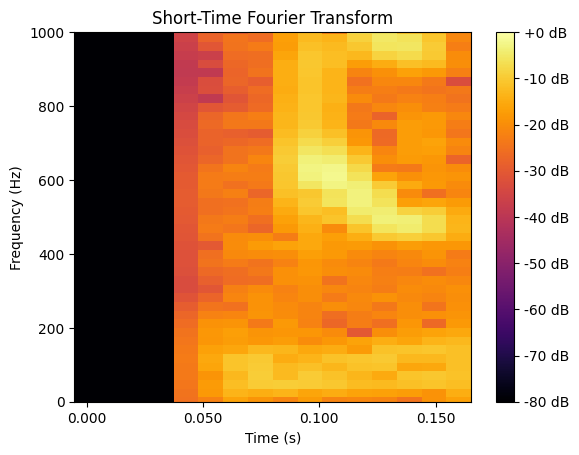 Short-Time Fourier Transform
1000
800
600
400
200
0
Frequency (Hz)
0.000
0.050
0.100
0.150
Time (s)
+0 dB
-10 dB
-20 dB
-30 dB
-40 dB
-50 dB
-60 dB
-70 dB
-80 dB